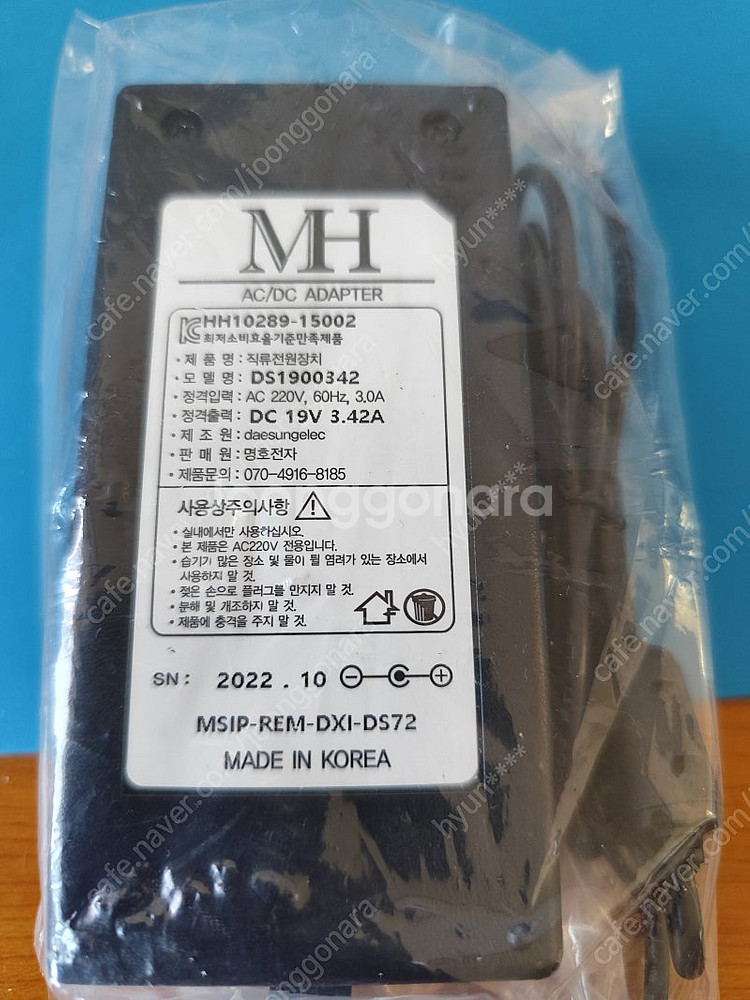 MH
AC/DC ADAPTER
HH10289-15002
최저소비효율기준만족제품
• 제 품 명 : 직류전원장치
• 모 델 명 : DS1900342
• 정격입력 : AC 220V, 60Hz, 3.0A
• 정격출력 : DC 19V 3.42A
• 제 조 원 : daesungelec
• 판 매 원 : 명호전자
• 제품문의 : 070-4916-8185
사용상주의사항
• 실내에서만 사용하십시오.
• 본 제품은 AC220V 전용입니다.
• 습기가 많은 장소 및 물이 튈 염려가 있는 장소에서
사용하지 말 것.
• 젖은 손으로 플러그를 만지지 말 것.
• 분해 및 개조하지 말 것.
• 제품에 충격을 주지 말 것.
SN : 2022 . 10
MSIP-REM-DXI-DS72
MADE IN KOREA
joonggonara
cafe.naver.com/joonggonara
hyun****